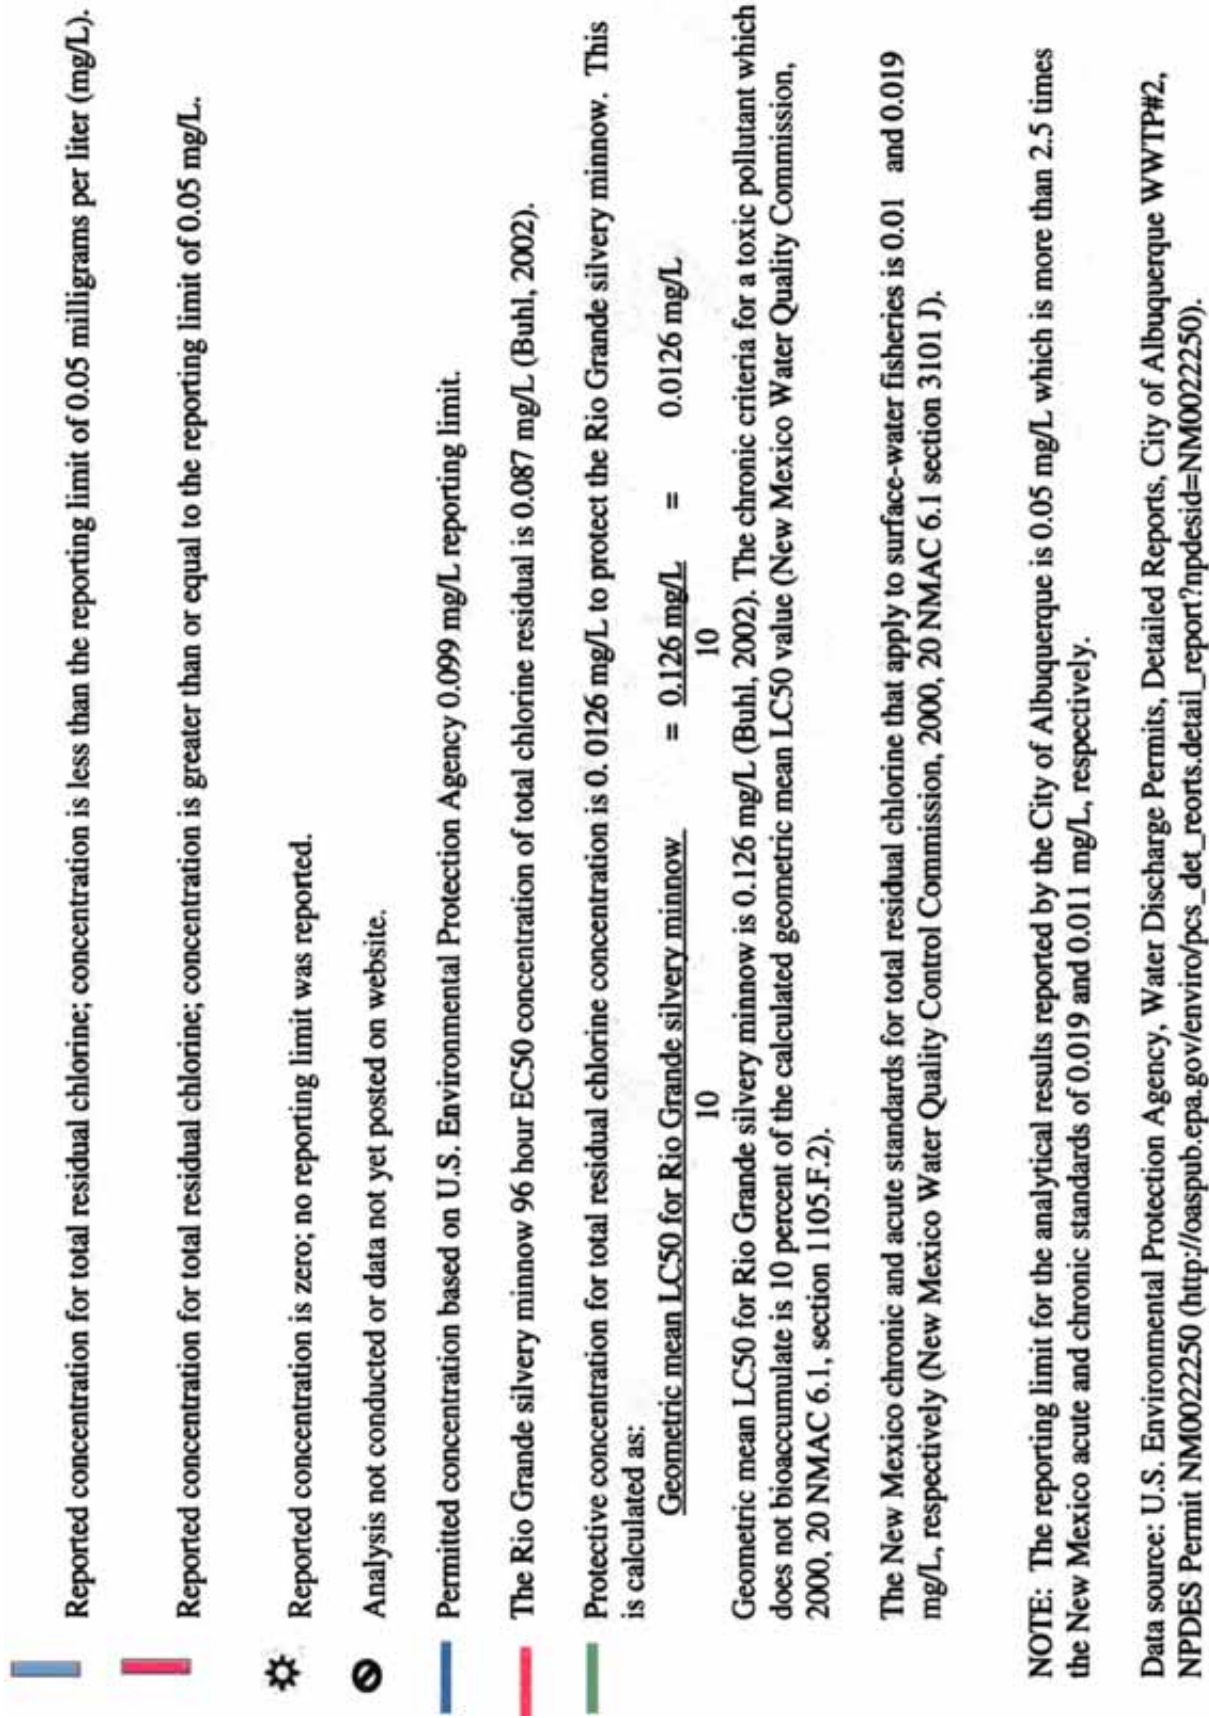 Reported concentration for total residual chlorine; concentration is less than the reporting limit of 0.05 milligrams per liter (mg/L).
Reported concentration for total residual chlorine; concentration is greater than or equal to the reporting limit of 0.05 mg/L.
Reported concentration is zero; no reporting limit was reported.
Analysis not conducted or data not yet posted on website.
Permitted concentration based on U.S. Environmental Protection Agency 0.099 mg/L reporting limit.
The Rio Grande silvery minnow 96 hour EC50 concentration of total chlorine residual is 0.087 mg/L (Buhl, 2002).
Protective concentration for total residual chlorine concentration is 0. 0126 mg/L to protect the Rio Grande silvery minnow. This
is calculated as:
Geometric mean LC50 for Rio Grande silvery minnow = 0.126 mg/L = 0.0126 mg/L
10 10
Geometric mean LC50 for Rio Grande silvery minnow is 0.126 mg/L (Buhl, 2002). The chronic criteria for a toxic pollutant which
does not bioaccumulate is 10 percent of the calculated geometric mean LC50 value (New Mexico Water Quality Commission,
2000, 20 NMAC 6.1, section 1105.F.2).
The New Mexico chronic and acute standards for total residual chlorine that apply to surface-water fisheries is 0.01 and 0.019
mg/L, respectively (New Mexico Water Quality Control Commission, 2000, 20 NMAC 6.1 section 3101 J).
NOTE: The reporting limit for the analytical results reported by the City of Albuquerque is 0.05 mg/L which is more than 2.5 times
the New Mexico acute and chronic standards of 0.019 and 0.011 mg/L, respectively.
Data source: U.S. Environmental Protection Agency, Water Discharge Permits, Detailed Reports, City of Albuquerque WWTP#2,
NPDES Permit NM0022250 (http://oaspub.epa.gov/enviro/pcs_det_reorts.detail_report?npdesid=NM0022250).